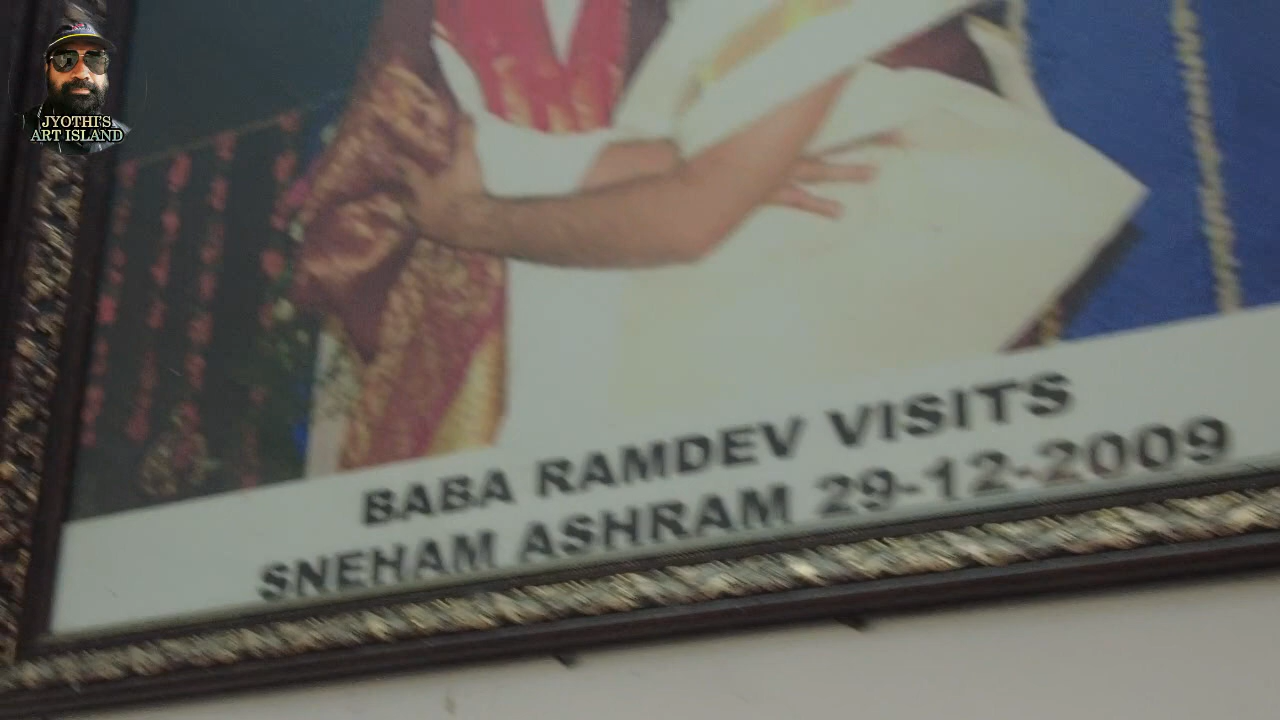 JYOTHI'S
ART ISLAND
BABA RAMDEV VISITS
SNEHAM ASHRAM 29-12-2009